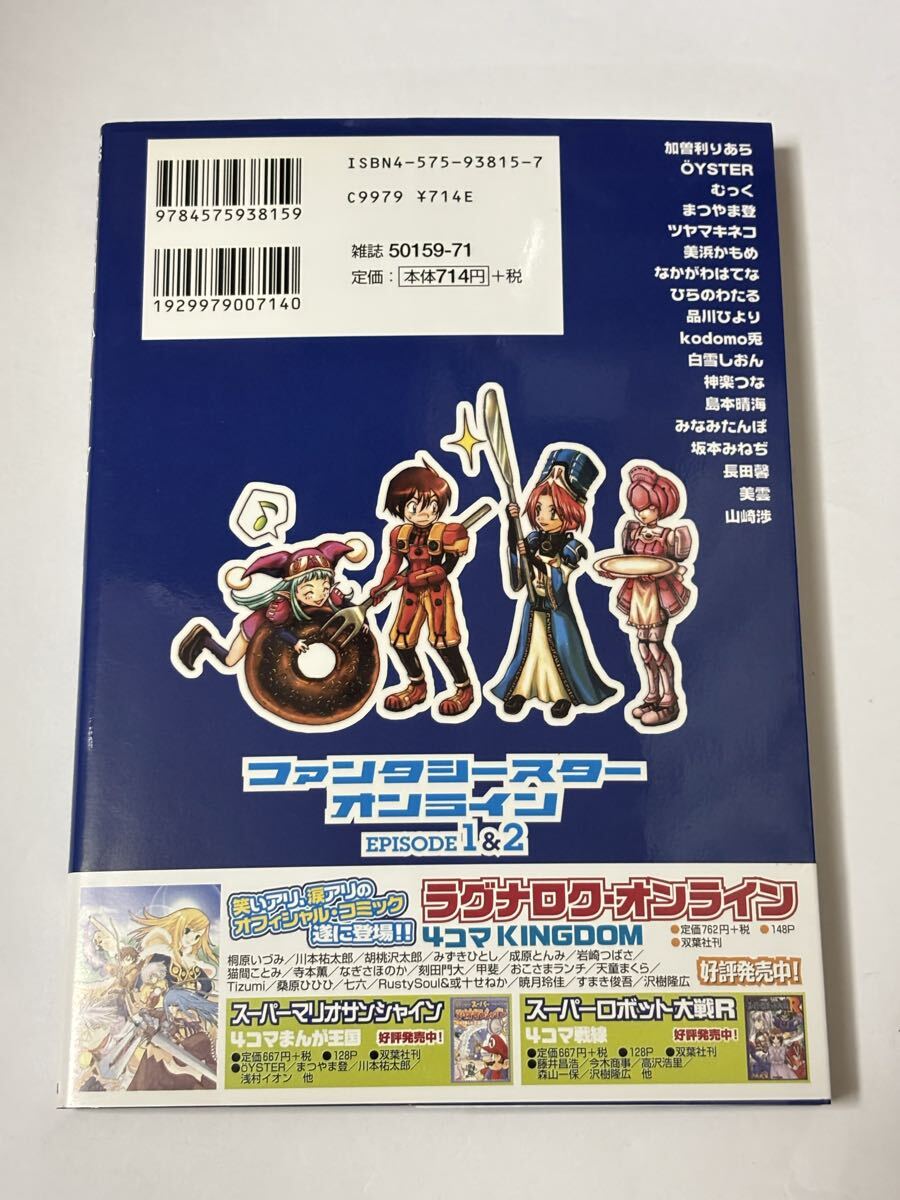 ISBN4-575-93815-7
C9979 ¥714E
9784575938159
雑誌 50159-71
定価：本体714円+税
1929979007140
加曽利りあら
ÖYSTER
むっく
まつやま登
ツヤマキネコ
美浜かもめ
なかがわはてな
ひらのわたる
品川ひより
kodomo兎
白雪しおん
神楽つな
島本晴海
みなみたんぽ
坂本みねぢ
長田馨
美雲
山崎渉
ファンタシースター
オンライン
EPISODE 1&2
笑いアリ、涙アリの
オフィシャル・コミック
遂に登場!!
ラグナロク・オンライン
4コマ KINGDOM
●定価762円+税 ●148P
●双葉社刊
桐原いづみ／川本祐太郎／胡桃沢太郎／みずきひとし／成原とんみ／岩崎つばさ／
猫間ことみ／寺本薫／なぎさほのか／刻田門大／甲斐／おこさまランチ／天童まくら／
Tizumi／桑原ひひひ／七六／RustySoul&或十せねか／暁月玲佳／すまき俊吾／沢樹隆広
好評発売中!
スーパーマリオサンシャイン
4コマまんが王国 好評発売中!
●定価667円+税 ●128P ●双葉社刊
●ÖYSTER／まつやま登／川本祐太郎／
浅村イオン 他
スーパーロボット大戦R
4コマ戦線 好評発売中!
●定価667円+税 ●128P ●双葉社刊
●藤井昌浩／今木商事／高沢浩里／
森山一保／沢樹隆広 他